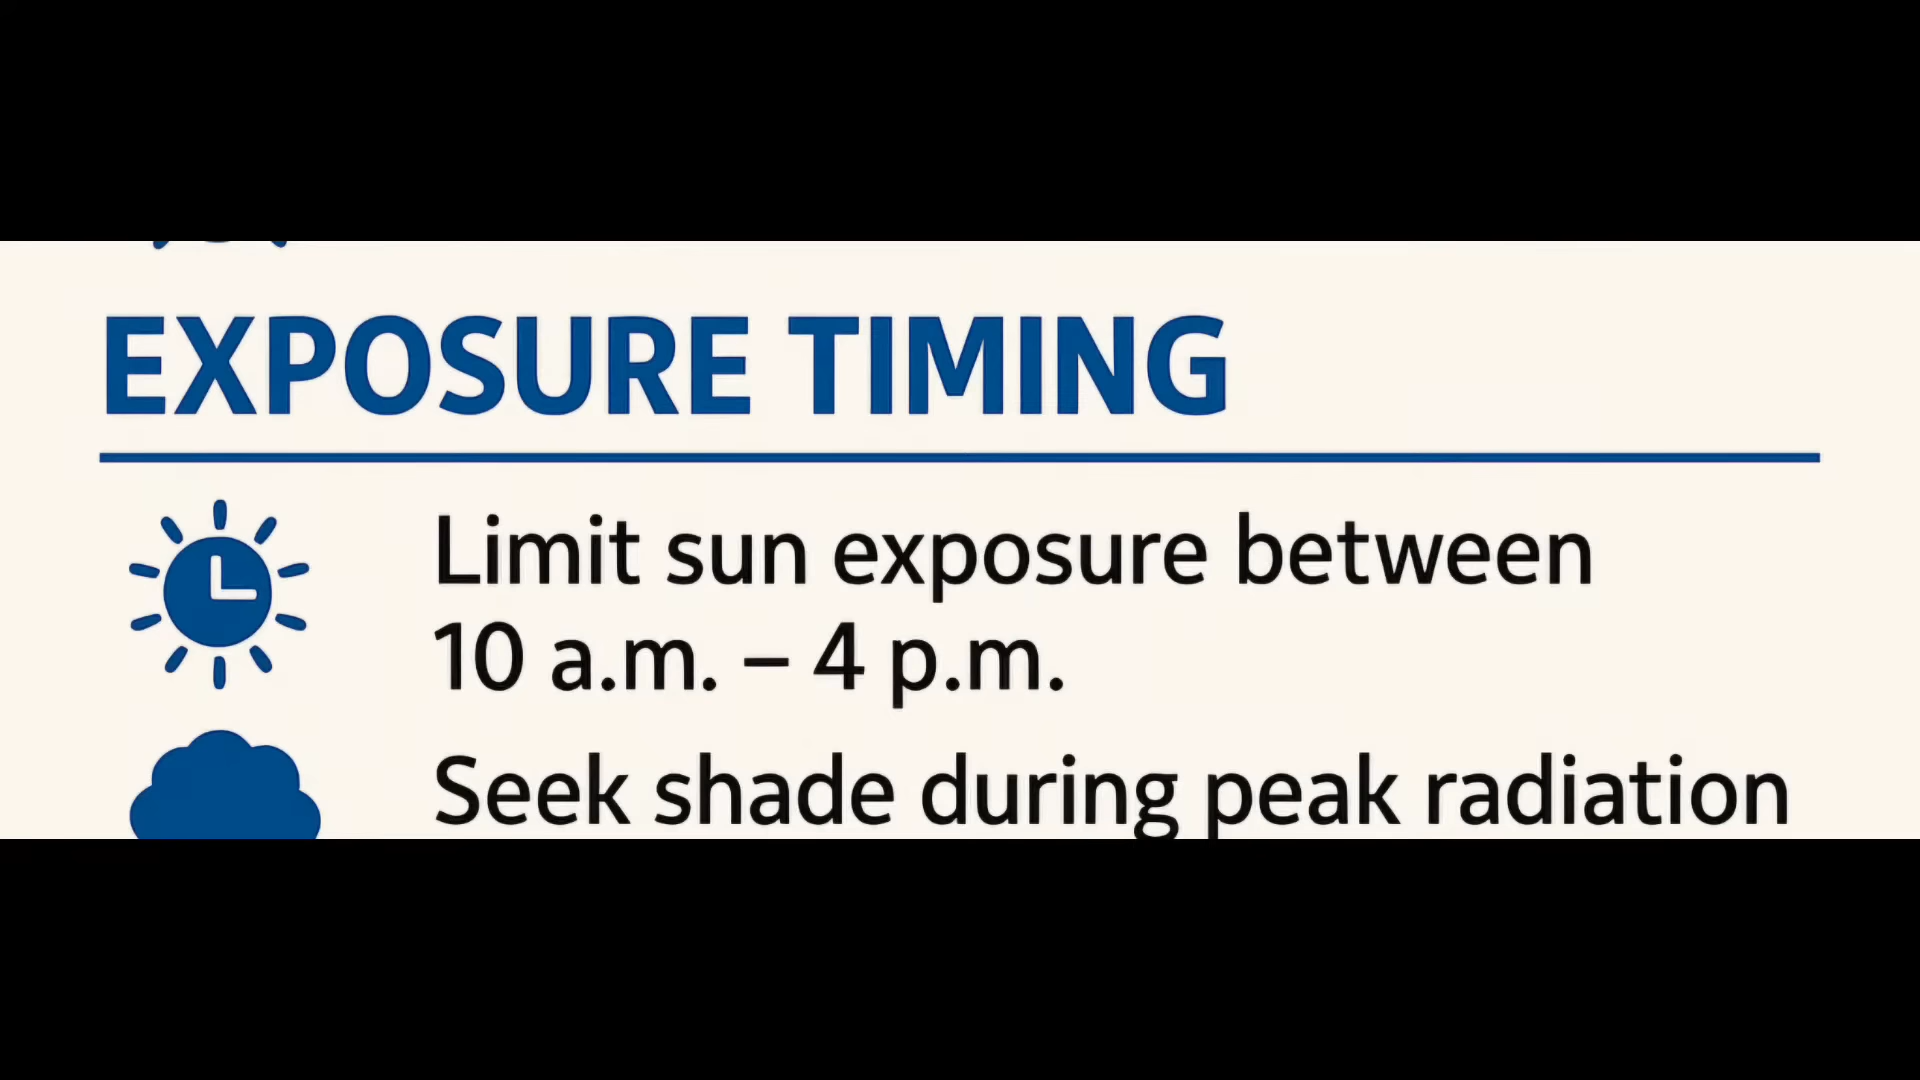 EXPOSURE TIMING
Limit sun exposure between
10 a.m. – 4 p.m.
Seek shade during peak radiation